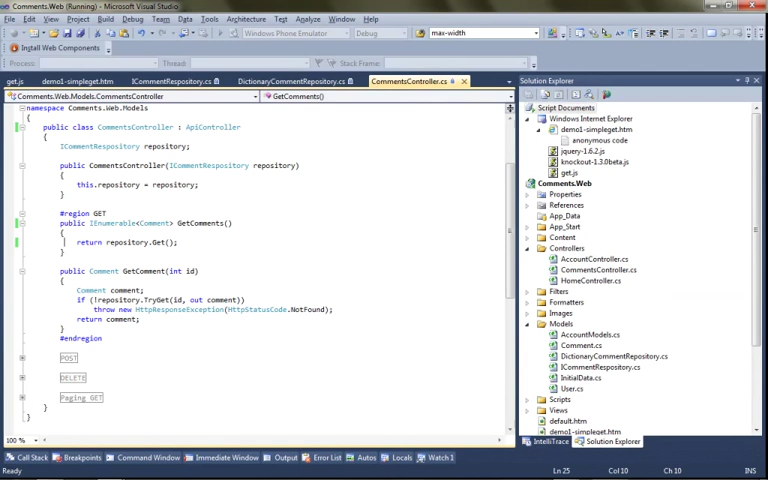 Comments.Web (Running) - Microsoft Visual Studio
File Edit View Project Build Debug Team Data Tools Architecture Test Analyze Window Help
Windows Phone Emulator Debug max-width
Install Web Components
Process: Thread: Stack Frame:
get.js demo1-simpleget.htm ICommentRespository.cs DictionaryCommentRepository.cs CommentsController.cs
Comments.Web.Models.CommentsController GetComments()
namespace Comments.Web.Models
{
public class CommentsController : ApiController
{
ICommentRespository repository;
public CommentsController(ICommentRespository repository)
{
this.repository = repository;
}
#region GET
public IEnumerable<Comment> GetComments()
{
return repository.Get();
}
public Comment GetComment(int id)
{
Comment comment;
if (!repository.TryGet(id, out comment))
throw new HttpResponseException(HttpStatusCode.NotFound);
return comment;
}
#endregion
POST
DELETE
Paging GET
}
}
100 %
Solution Explorer
Script Documents
Windows Internet Explorer
demo1-simpleget.htm
anonymous code
jquery-1.6.2.js
knockout-1.3.0beta.js
get.js
Comments.Web
Properties
References
App_Data
App_Start
Content
Controllers
AccountController.cs
CommentsController.cs
HomeController.cs
Filters
Formatters
Images
Models
AccountModels.cs
Comment.cs
DictionaryCommentRepository.cs
ICommentRespository.cs
InitialData.cs
User.cs
Scripts
Views
default.htm
demo1-simpleget.htm
IntelliTrace Solution Explorer
Call Stack Breakpoints Command Window Immediate Window Output Error List Autos Locals Watch 1
Ready Ln 25 Col 10 Ch 10 INS